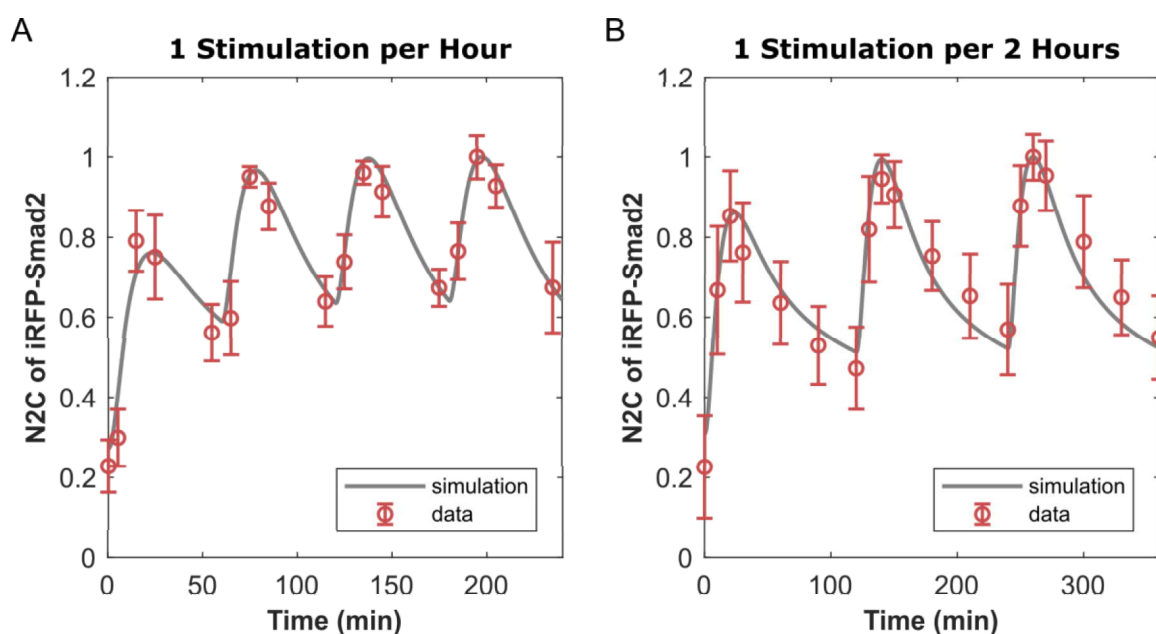 A
1 Stimulation per Hour
1.2
1
0.8
0.6
0.4
0.2
0
N2C of iRFP-Smad2
simulation
data
0 50 100 150 200
Time (min)
B
1 Stimulation per 2 Hours
1.2
1
0.8
0.6
0.4
0.2
0
N2C of iRFP-Smad2
simulation
data
0 100 200 300
Time (min)